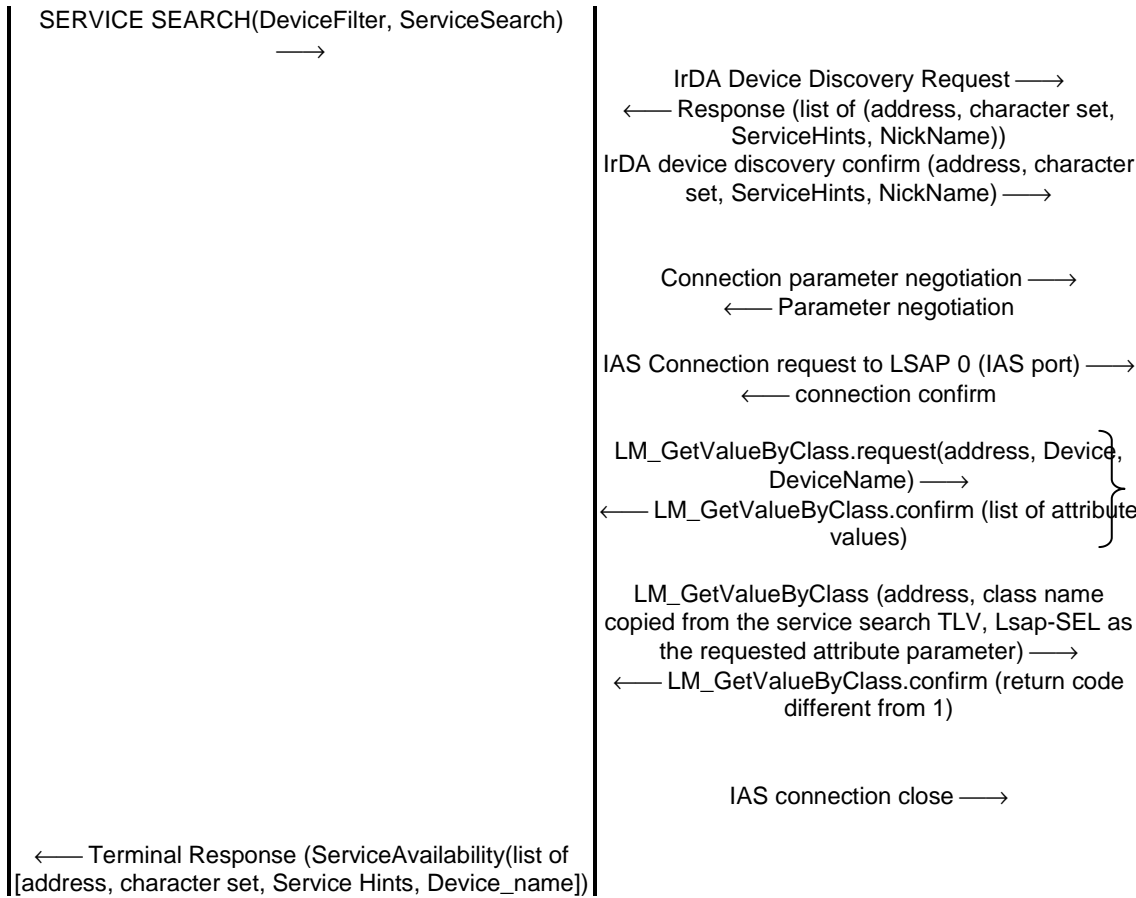 SERVICE SEARCH(DeviceFilter, ServiceSearch)
⟶
IrDA Device Discovery Request ⟶
⟵ Response (list of (address, character set,
ServiceHints, NickName))
IrDA device discovery confirm (address, character
set, ServiceHints, NickName) ⟶
Connection parameter negotiation ⟶
⟵ Parameter negotiation
IAS Connection request to LSAP 0 (IAS port) ⟶
⟵ connection confirm
LM_GetValueByClass.request(address, Device,
DeviceName) ⟶
⟵ LM_GetValueByClass.confirm (list of attribute
values)
LM_GetValueByClass (address, class name
copied from the service search TLV, Lsap-SEL as
the requested attribute parameter) ⟶
⟵ LM_GetValueByClass.confirm (return code
different from 1)
IAS connection close ⟶
⟵ Terminal Response (ServiceAvailability(list of
[address, character set, Service Hints, Device_name])